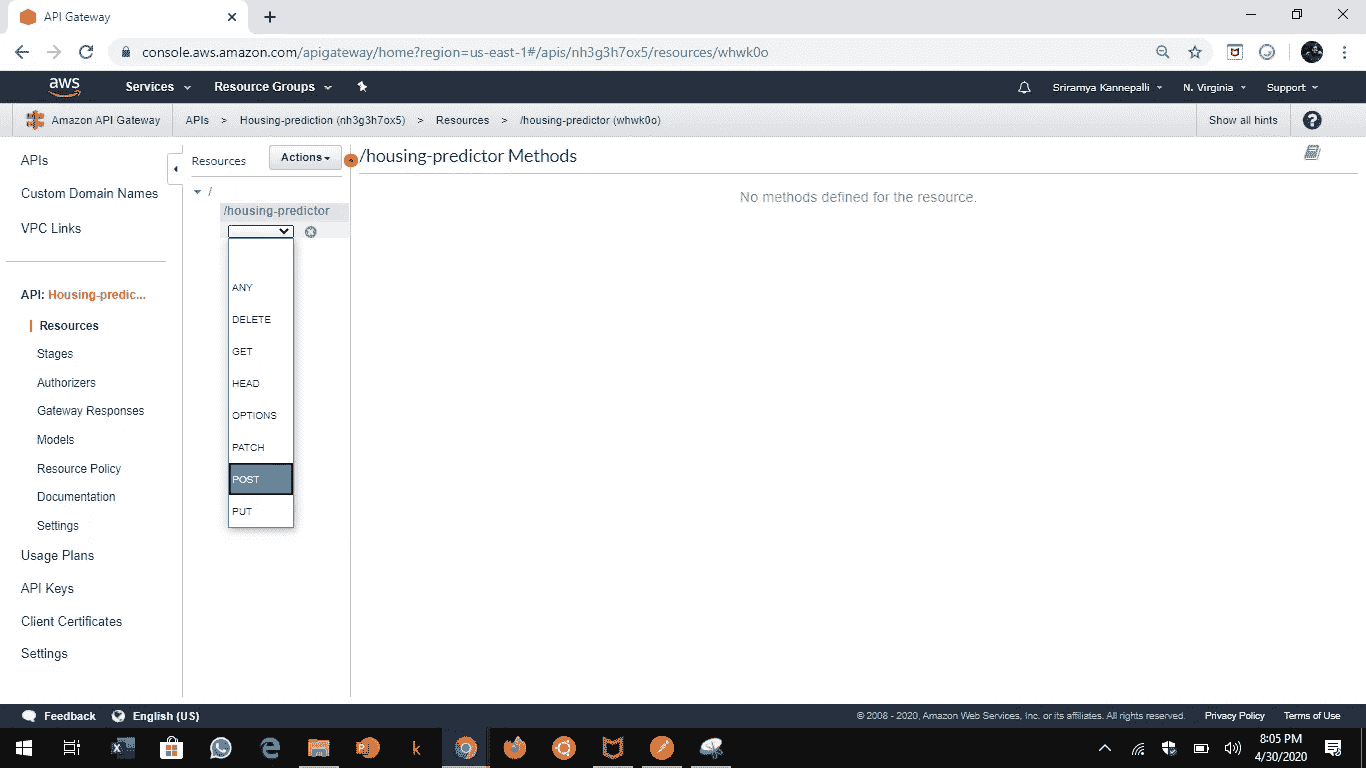 API Gateway
console.aws.amazon.com/apigateway/home?region=us-east-1#/apis/nh3g3h7ox5/resources/whwk0o
aws Services Resource Groups Sriramya Kannepalli N. Virginia Support
Amazon API Gateway APIs > Housing-prediction (nh3g3h7ox5) > Resources > /housing-predictor (whwk0o) Show all hints
APIs
Custom Domain Names
VPC Links
API: Housing-predic...
Resources
Stages
Authorizers
Gateway Responses
Models
Resource Policy
Documentation
Settings
Usage Plans
API Keys
Client Certificates
Settings
Resources Actions
/
/housing-predictor
ANY
DELETE
GET
HEAD
OPTIONS
PATCH
POST
PUT
/housing-predictor Methods
No methods defined for the resource.
Feedback English (US) © 2008 - 2020, Amazon Web Services, Inc. or its affiliates. All rights reserved. Privacy Policy Terms of Use
8:05 PM
4/30/2020